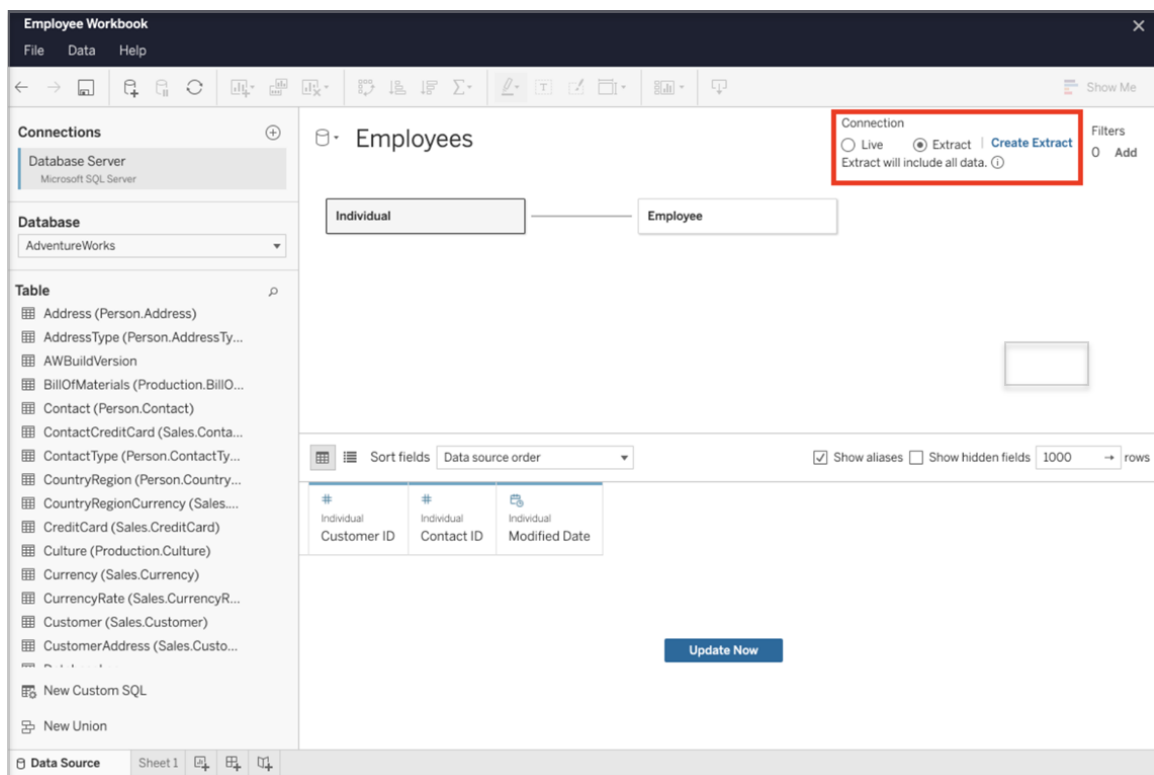 Employee Workbook
File Data Help
Show Me
Connections
Database Server
Microsoft SQL Server
Database
AdventureWorks
Table
Address (Person.Address)
AddressType (Person.AddressTy...
AWBuildVersion
BillOfMaterials (Production.BillO...
Contact (Person.Contact)
ContactCreditCard (Sales.Conta...
ContactType (Person.ContactTy...
CountryRegion (Person.Country...
CountryRegionCurrency (Sales....
CreditCard (Sales.CreditCard)
Culture (Production.Culture)
Currency (Sales.Currency)
CurrencyRate (Sales.CurrencyR...
Customer (Sales.Customer)
CustomerAddress (Sales.Custo...
New Custom SQL
New Union
Employees
Connection
Live Extract Create Extract
Extract will include all data.
Filters
0 Add
Individual Employee
Sort fields Data source order Show aliases Show hidden fields 1000 → rows
# # 
Individual Individual Individual
Customer ID Contact ID Modified Date
Update Now
Data Source Sheet 1